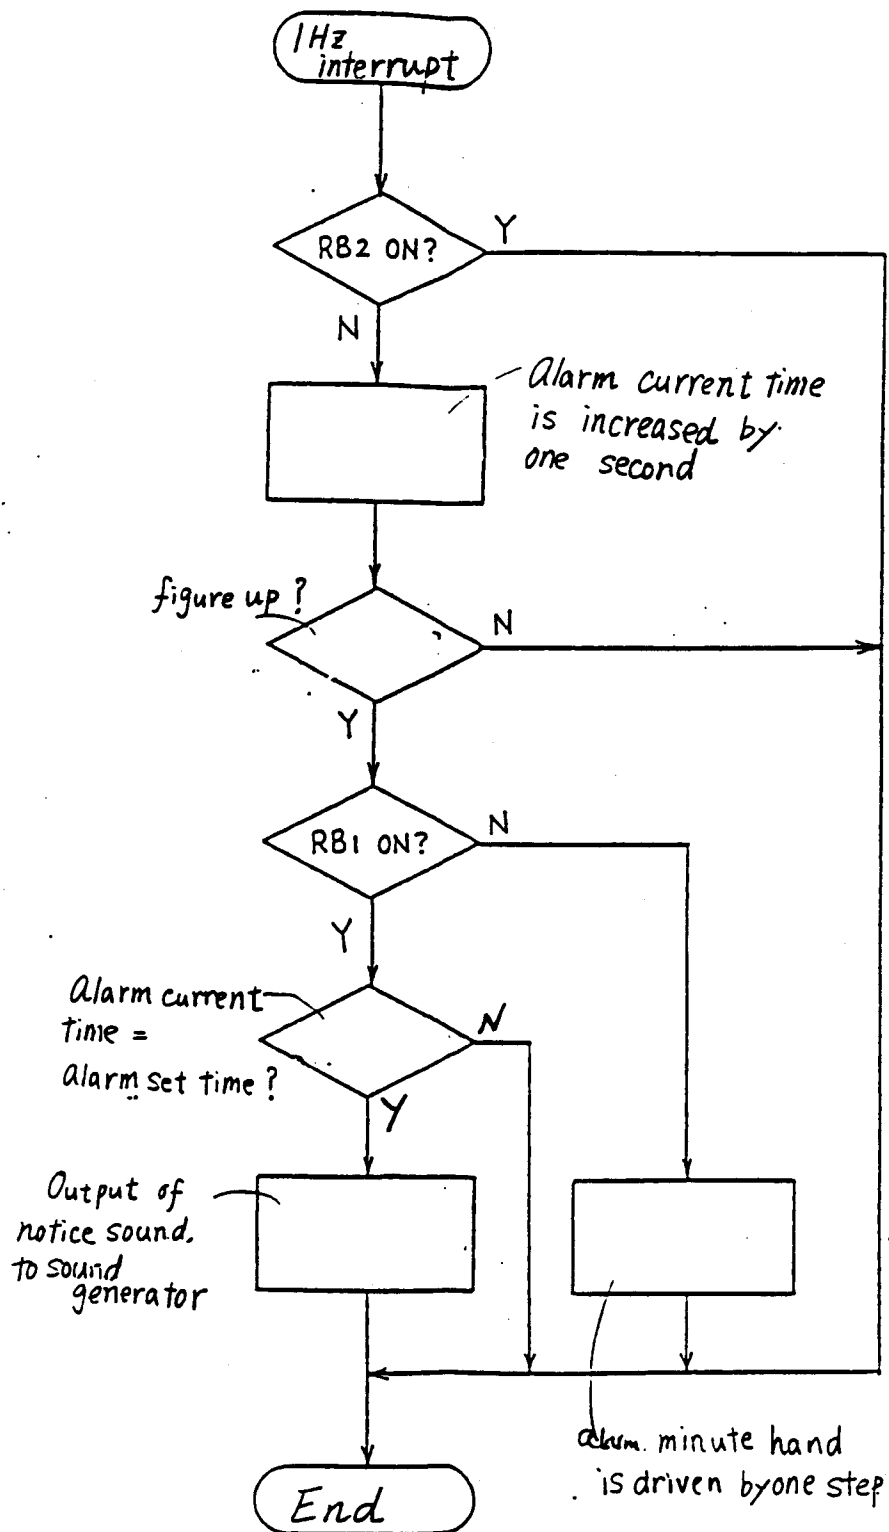 1Hz
interrupt
RB2 ON?
Y
N
Alarm current time
is increased by
one second
figure up?
N
Y
RB1 ON?
N
Y
Alarm current
time =
alarm set time?
N
Y
Output of
notice sound.
to sound
generator
minute hand
is driven by one step
End